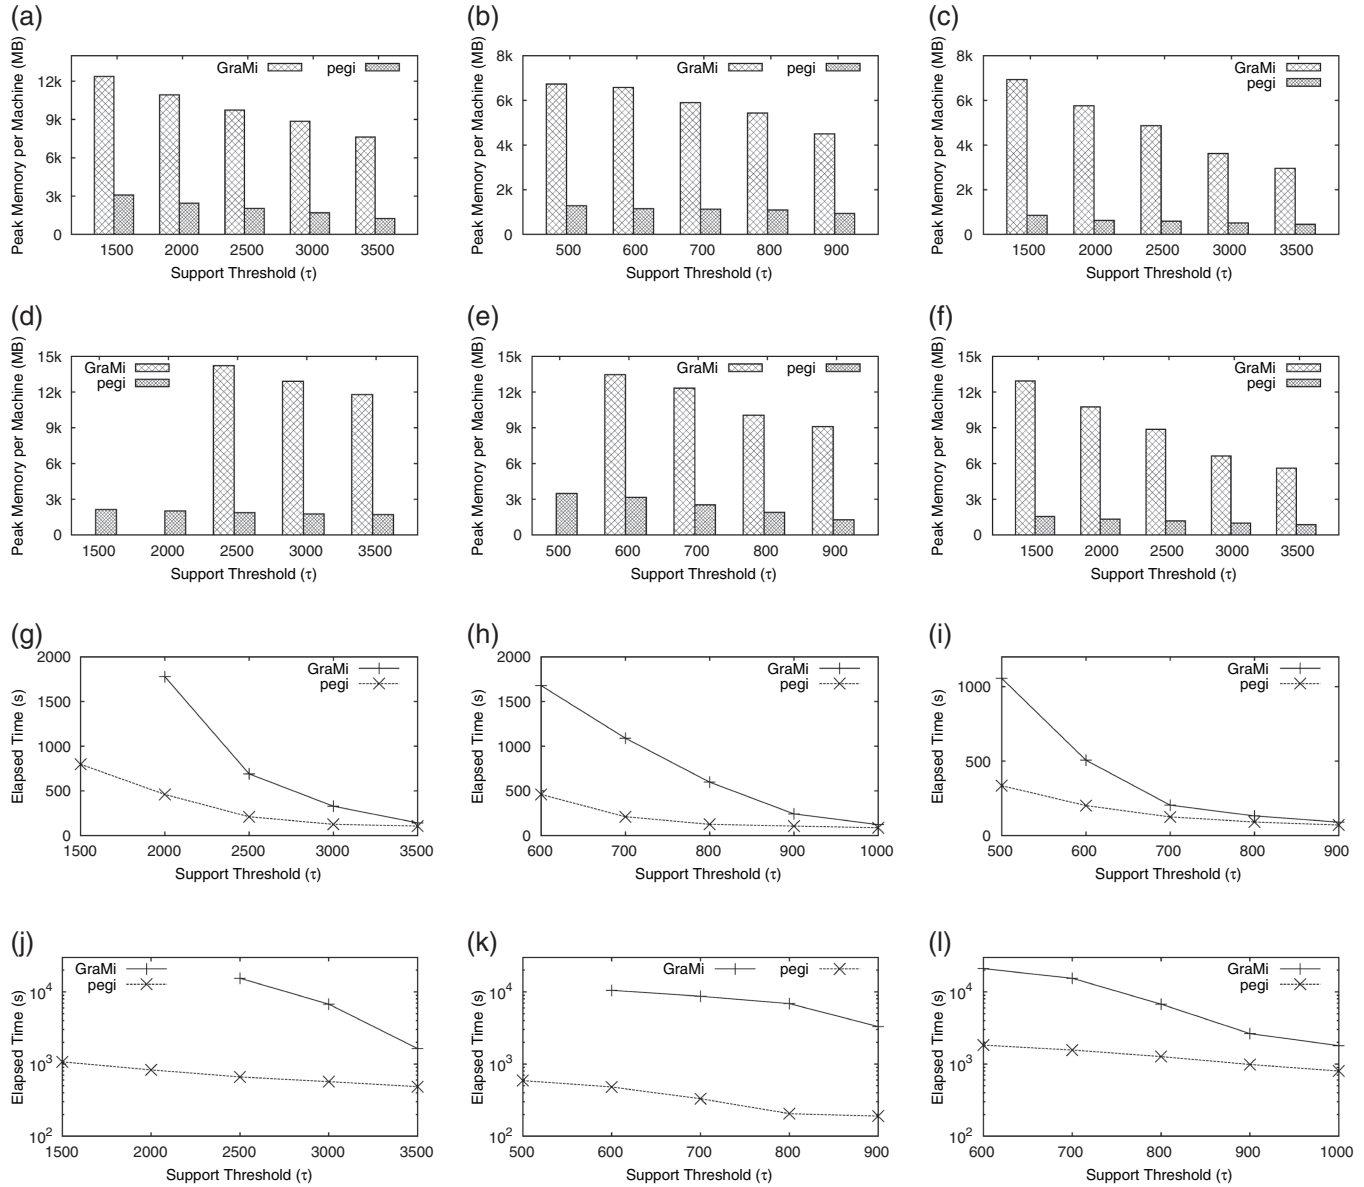 (a)
Peak Memory per Machine (MB)
12k
9k
6k
3k
0
GraMi
pegi
1500 2000 2500 3000 3500
Support Threshold (τ)
(b)
Peak Memory per Machine (MB)
8k
6k
4k
2k
0
GraMi
pegi
500 600 700 800 900
Support Threshold (τ)
(c)
Peak Memory per Machine (MB)
8k
6k
4k
2k
0
GraMi
pegi
1500 2000 2500 3000 3500
Support Threshold (τ)
(d)
Peak Memory per Machine (MB)
15k
12k
9k
6k
3k
0
GraMi
pegi
1500 2000 2500 3000 3500
Support Threshold (τ)
(e)
Peak Memory per Machine (MB)
15k
12k
9k
6k
3k
0
GraMi
pegi
500 600 700 800 900
Support Threshold (τ)
(f)
Peak Memory per Machine (MB)
15k
12k
9k
6k
3k
0
GraMi
pegi
1500 2000 2500 3000 3500
Support Threshold (τ)
(g)
Elapsed Time (s)
2000
1500
1000
500
0
GraMi
pegi
1500 2000 2500 3000 3500
Support Threshold (τ)
(h)
Elapsed Time (s)
2000
1500
1000
500
0
GraMi
pegi
600 700 800 900 1000
Support Threshold (τ)
(i)
Elapsed Time (s)
1000
500
0
GraMi
pegi
500 600 700 800 900
Support Threshold (τ)
(j)
Elapsed Time (s)
10⁴
10³
10²
GraMi
pegi
1500 2000 2500 3000 3500
Support Threshold (τ)
(k)
Elapsed Time (s)
10⁴
10³
10²
GraMi
pegi
500 600 700 800 900
Support Threshold (τ)
(l)
Elapsed Time (s)
10⁴
10³
10²
GraMi
pegi
600 700 800 900 1000
Support Threshold (τ)